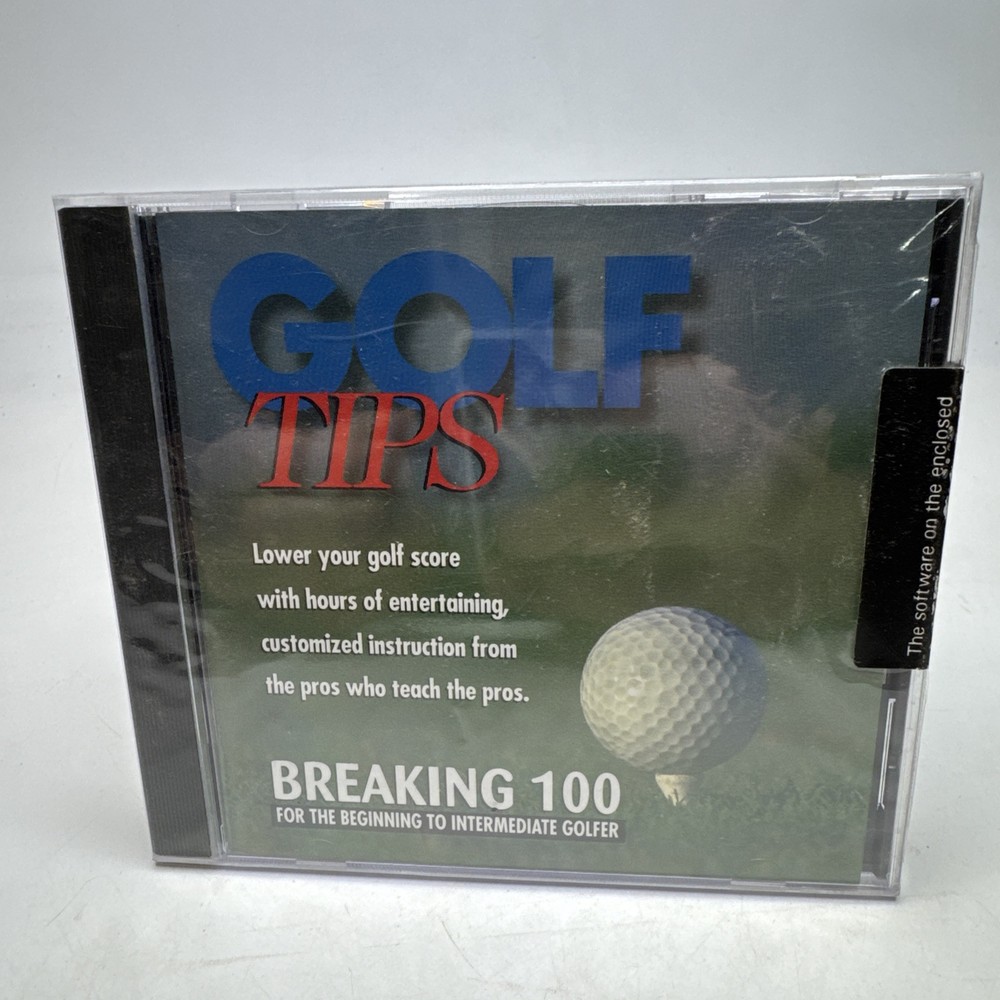 GOLF
TIPS
Lower your golf score
with hours of entertaining,
customized instruction from
the pros who teach the pros.
BREAKING 100
FOR THE BEGINNING TO INTERMEDIATE GOLFER
The software on the enclosed